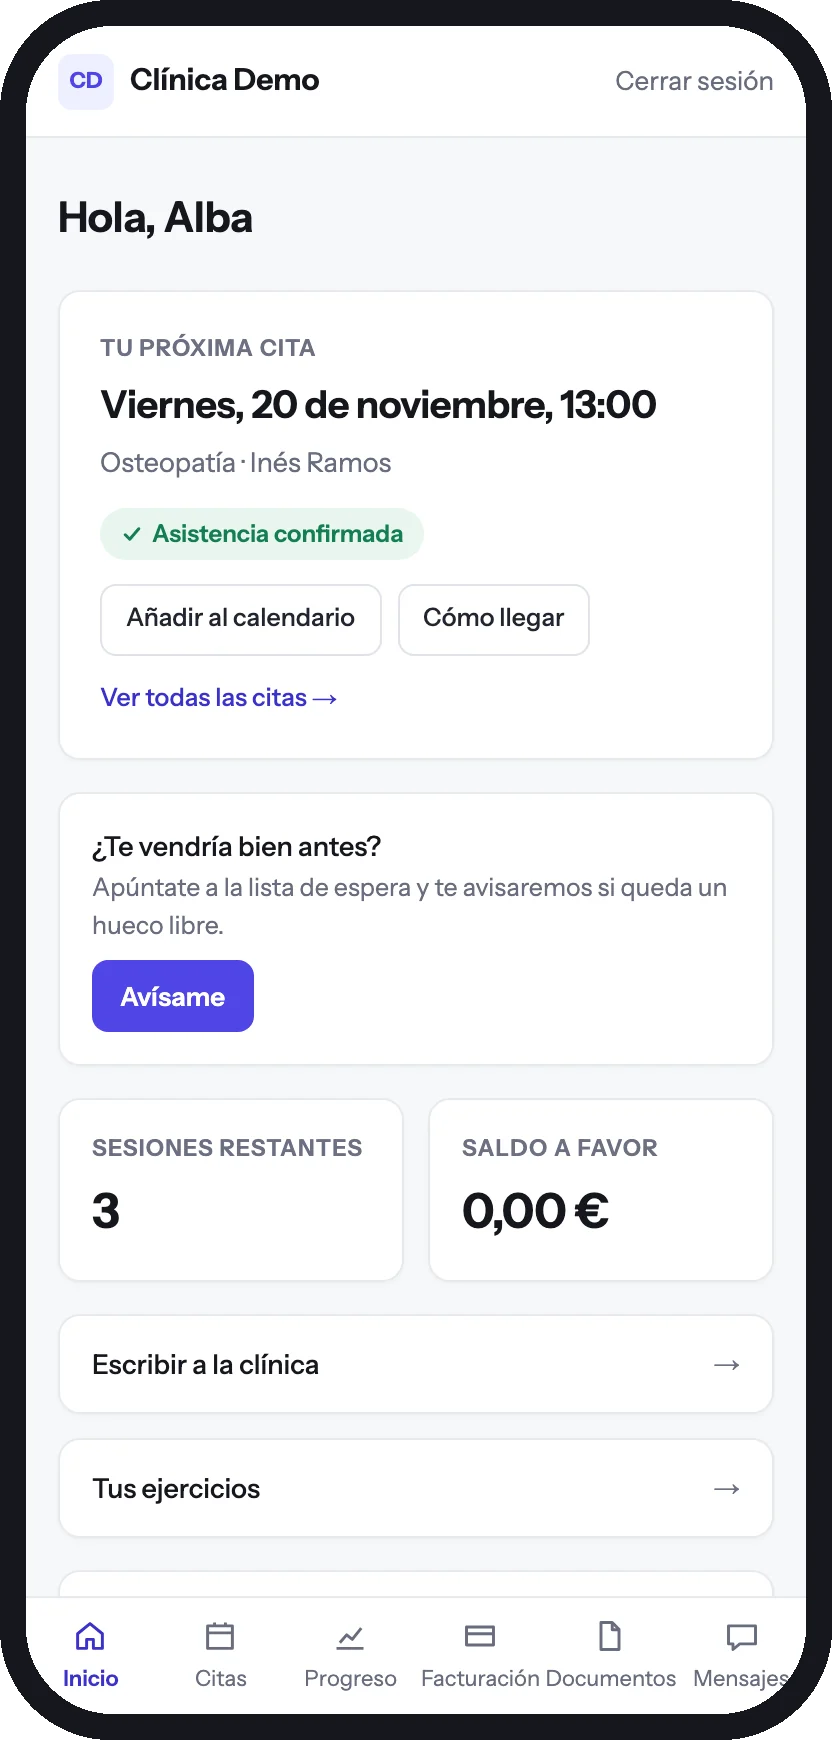 CD
Clínica Demo
Cerrar sesión
Hola, Alba
TU PRÓXIMA CITA
Viernes, 20 de noviembre, 13:00
Osteopatía · Inés Ramos
Asistencia confirmada
Añadir al calendario
Cómo llegar
Ver todas las citas →
¿Te vendría bien antes?
Apúntate a la lista de espera y te avisaremos si queda un
hueco libre.
Avísame
SESIONES RESTANTES
SALDO A FAVOR
3
0,00 €
Escribir a la clínica →
Tus ejercicios →
Inicio
Citas
Progreso
Facturación
Documentos
Mensajes